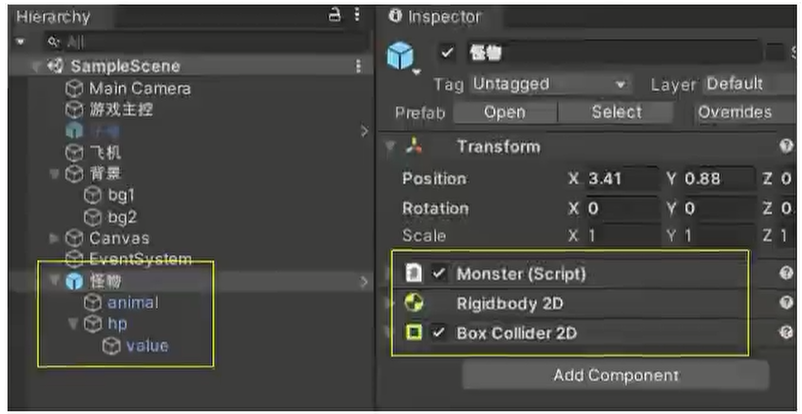 Hierarchy
All
SampleScene
Main Camera
游戏主控
飞机
背景
bg1
bg2
Canvas
EventSystem
怪物
animal
hp
value
Inspector
怪物
S
Tag Untagged Layer Default
Prefab Open Select Overrides
Transform
Position X 3.41 Y 0.88 Z 0
Rotation X 0 Y 0 Z 0
Scale X 1 Y 1 Z 1
Monster (Script)
Rigidbody 2D
Box Collider 2D
Add Component